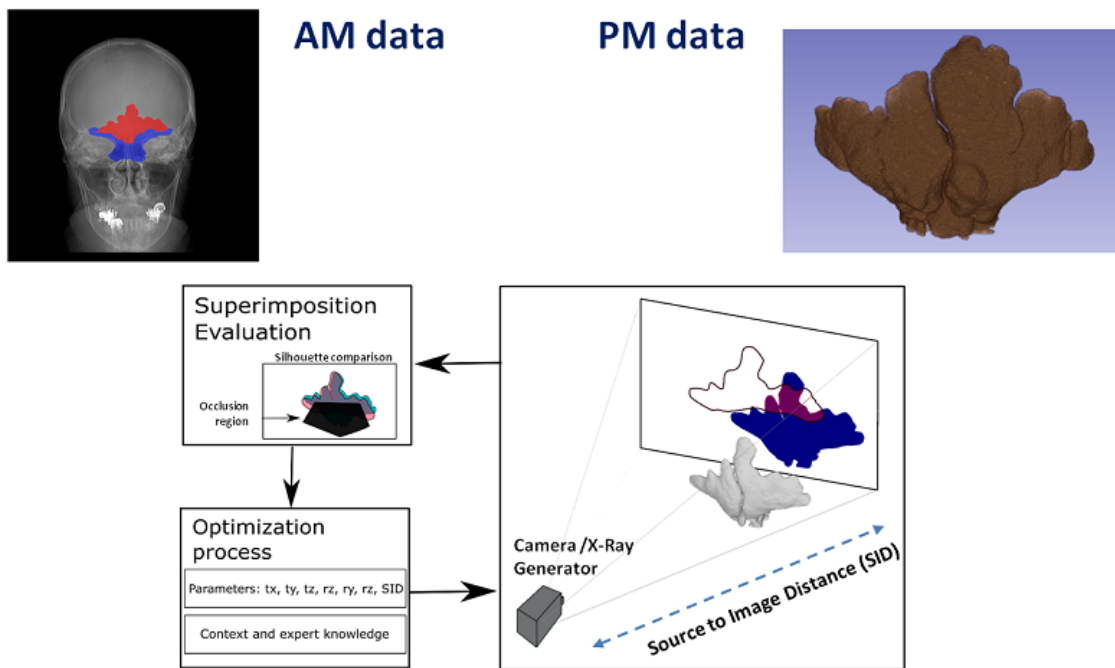 AM data
PM data
Superimposition
Evaluation
Silhouette comparison
Occlusion
region
Optimization
process
Parameters: tx, ty, tz, rz, ry, rz, SID
Context and expert knowledge
Camera /X-Ray
Generator
Source to Image Distance (SID)